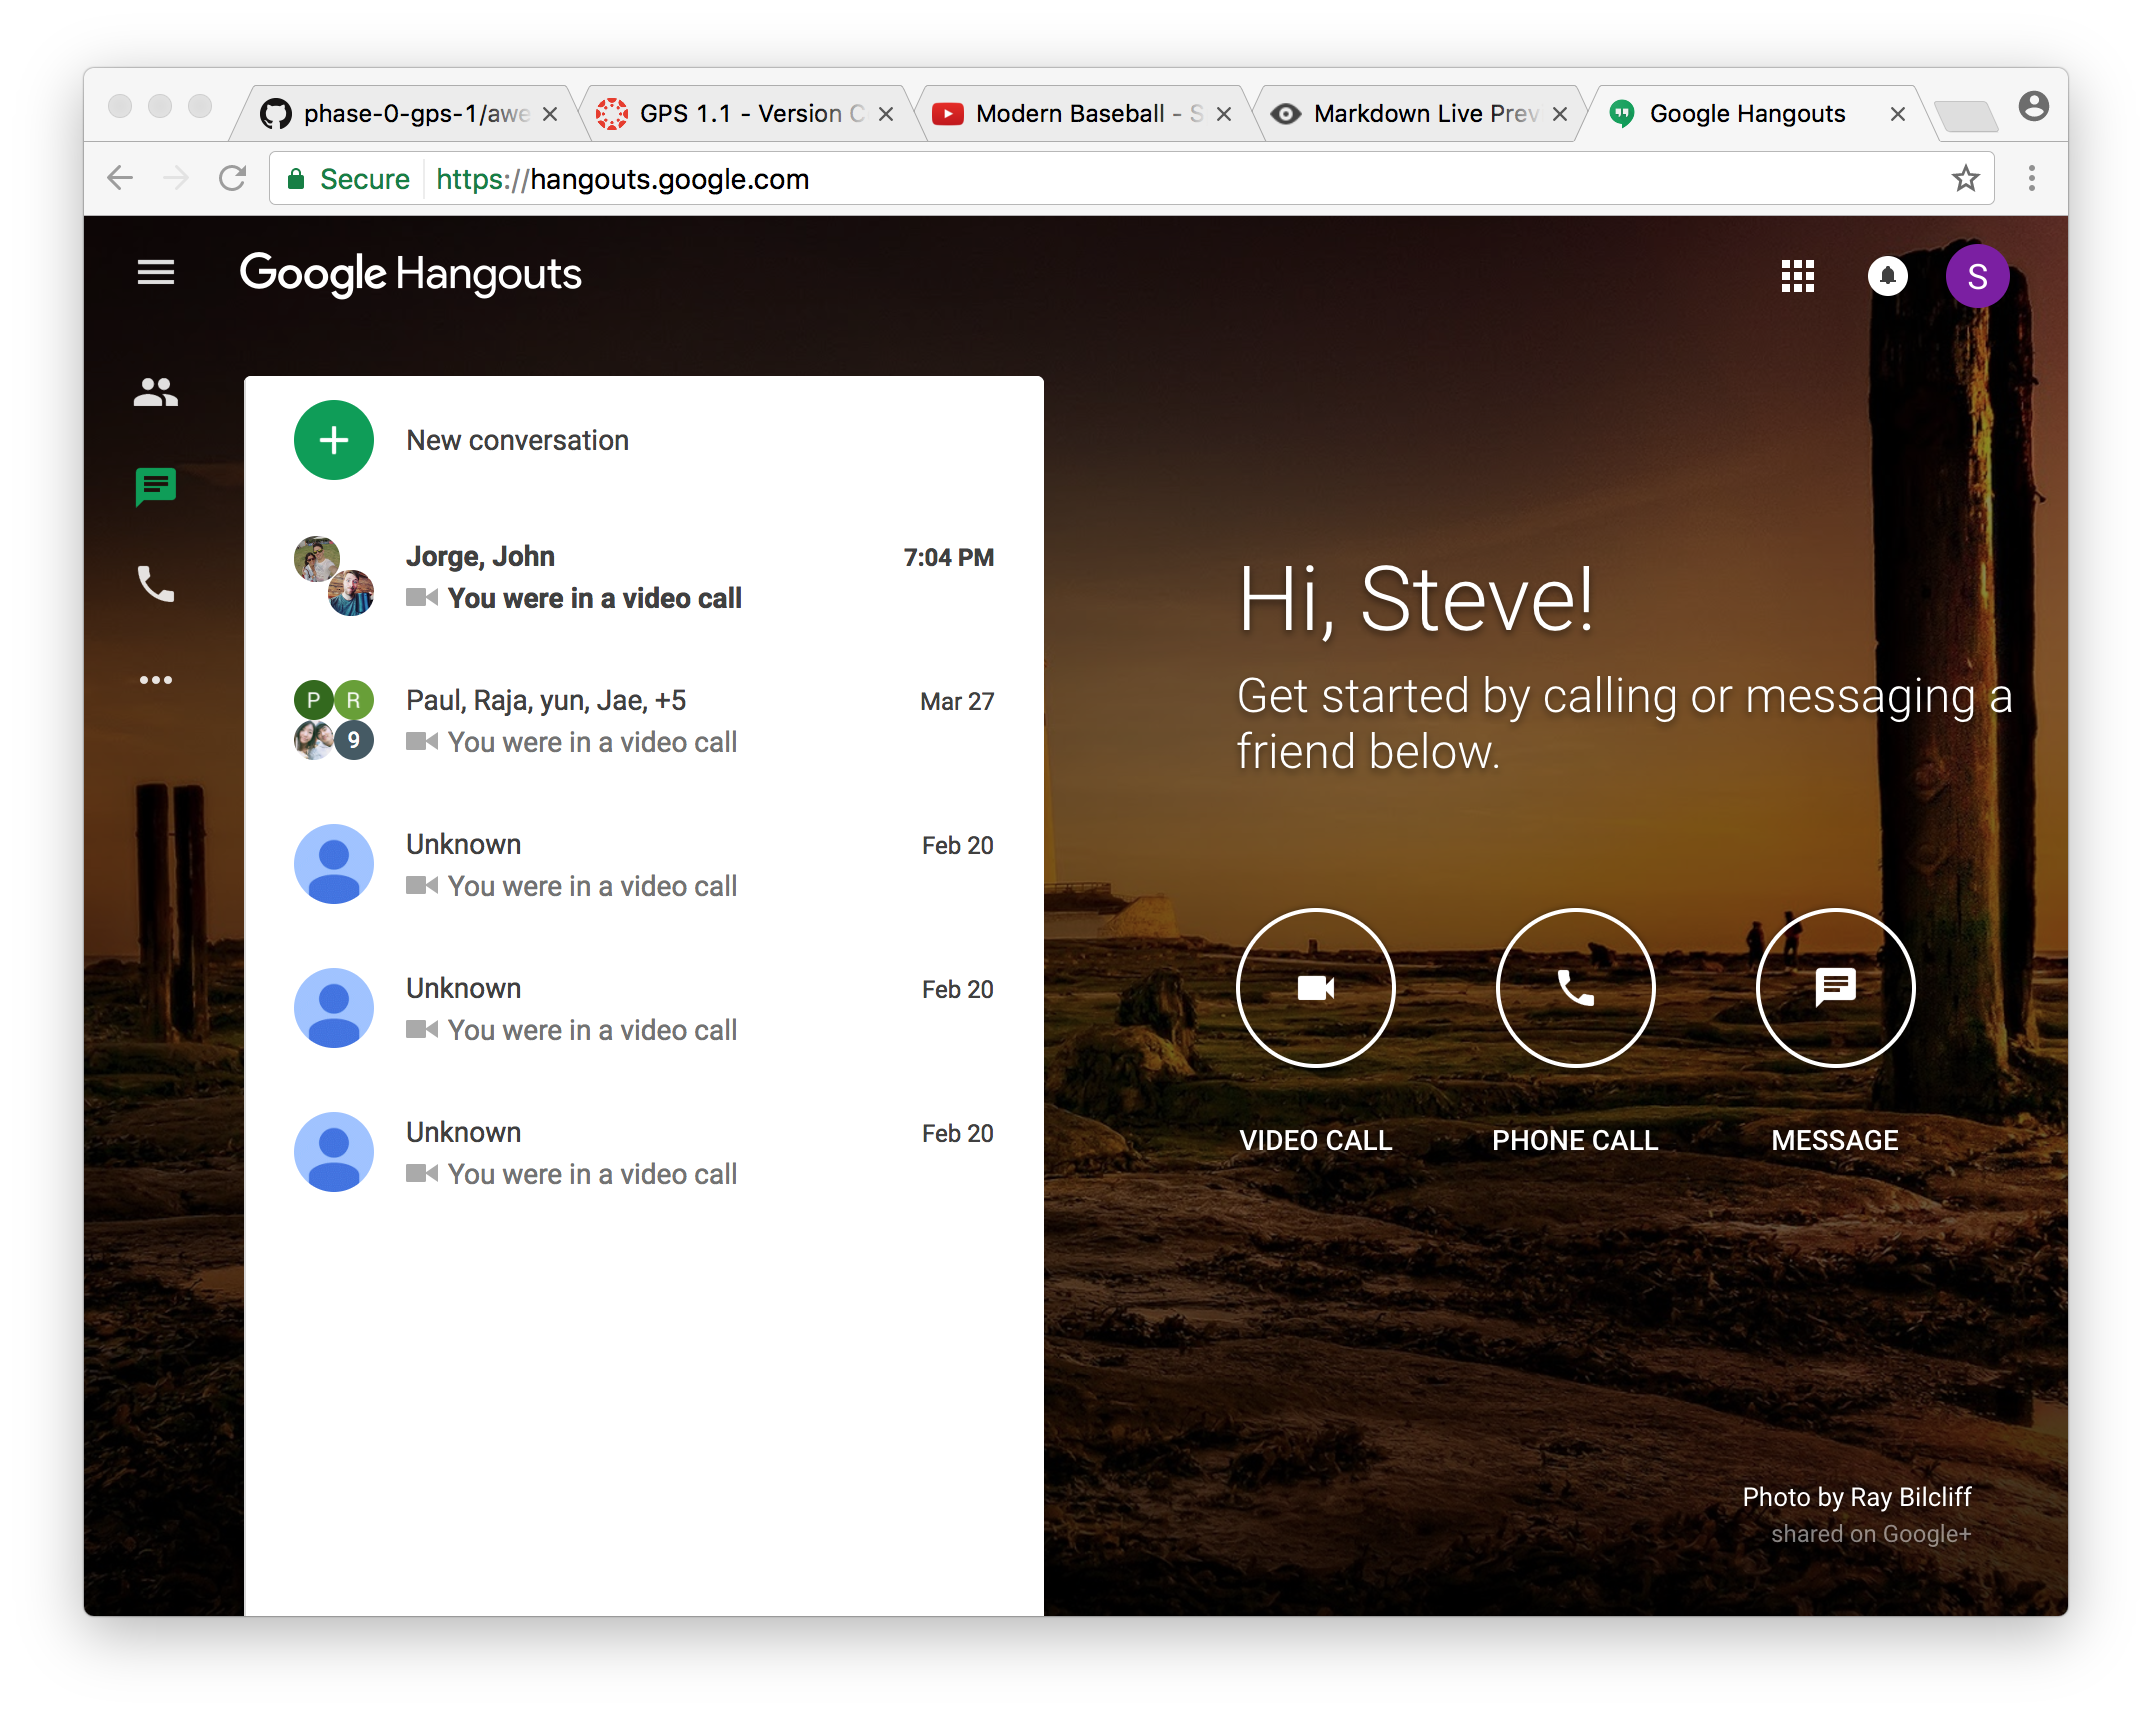 phase-0-gps-1/awe
GPS 1.1 - Version C
Modern Baseball - S
Markdown Live Prev
Google Hangouts
Secure
https://hangouts.google.com
Google Hangouts
S
New conversation
Jorge, John
7:04 PM
You were in a video call
P
R
9
Paul, Raja, yun, Jae, +5
Mar 27
You were in a video call
Unknown
Feb 20
You were in a video call
Unknown
Feb 20
You were in a video call
Unknown
Feb 20
You were in a video call
Hi, Steve!
Get started by calling or messaging a
friend below.
VIDEO CALL
PHONE CALL
MESSAGE
Photo by Ray Bilcliff
shared on Google+